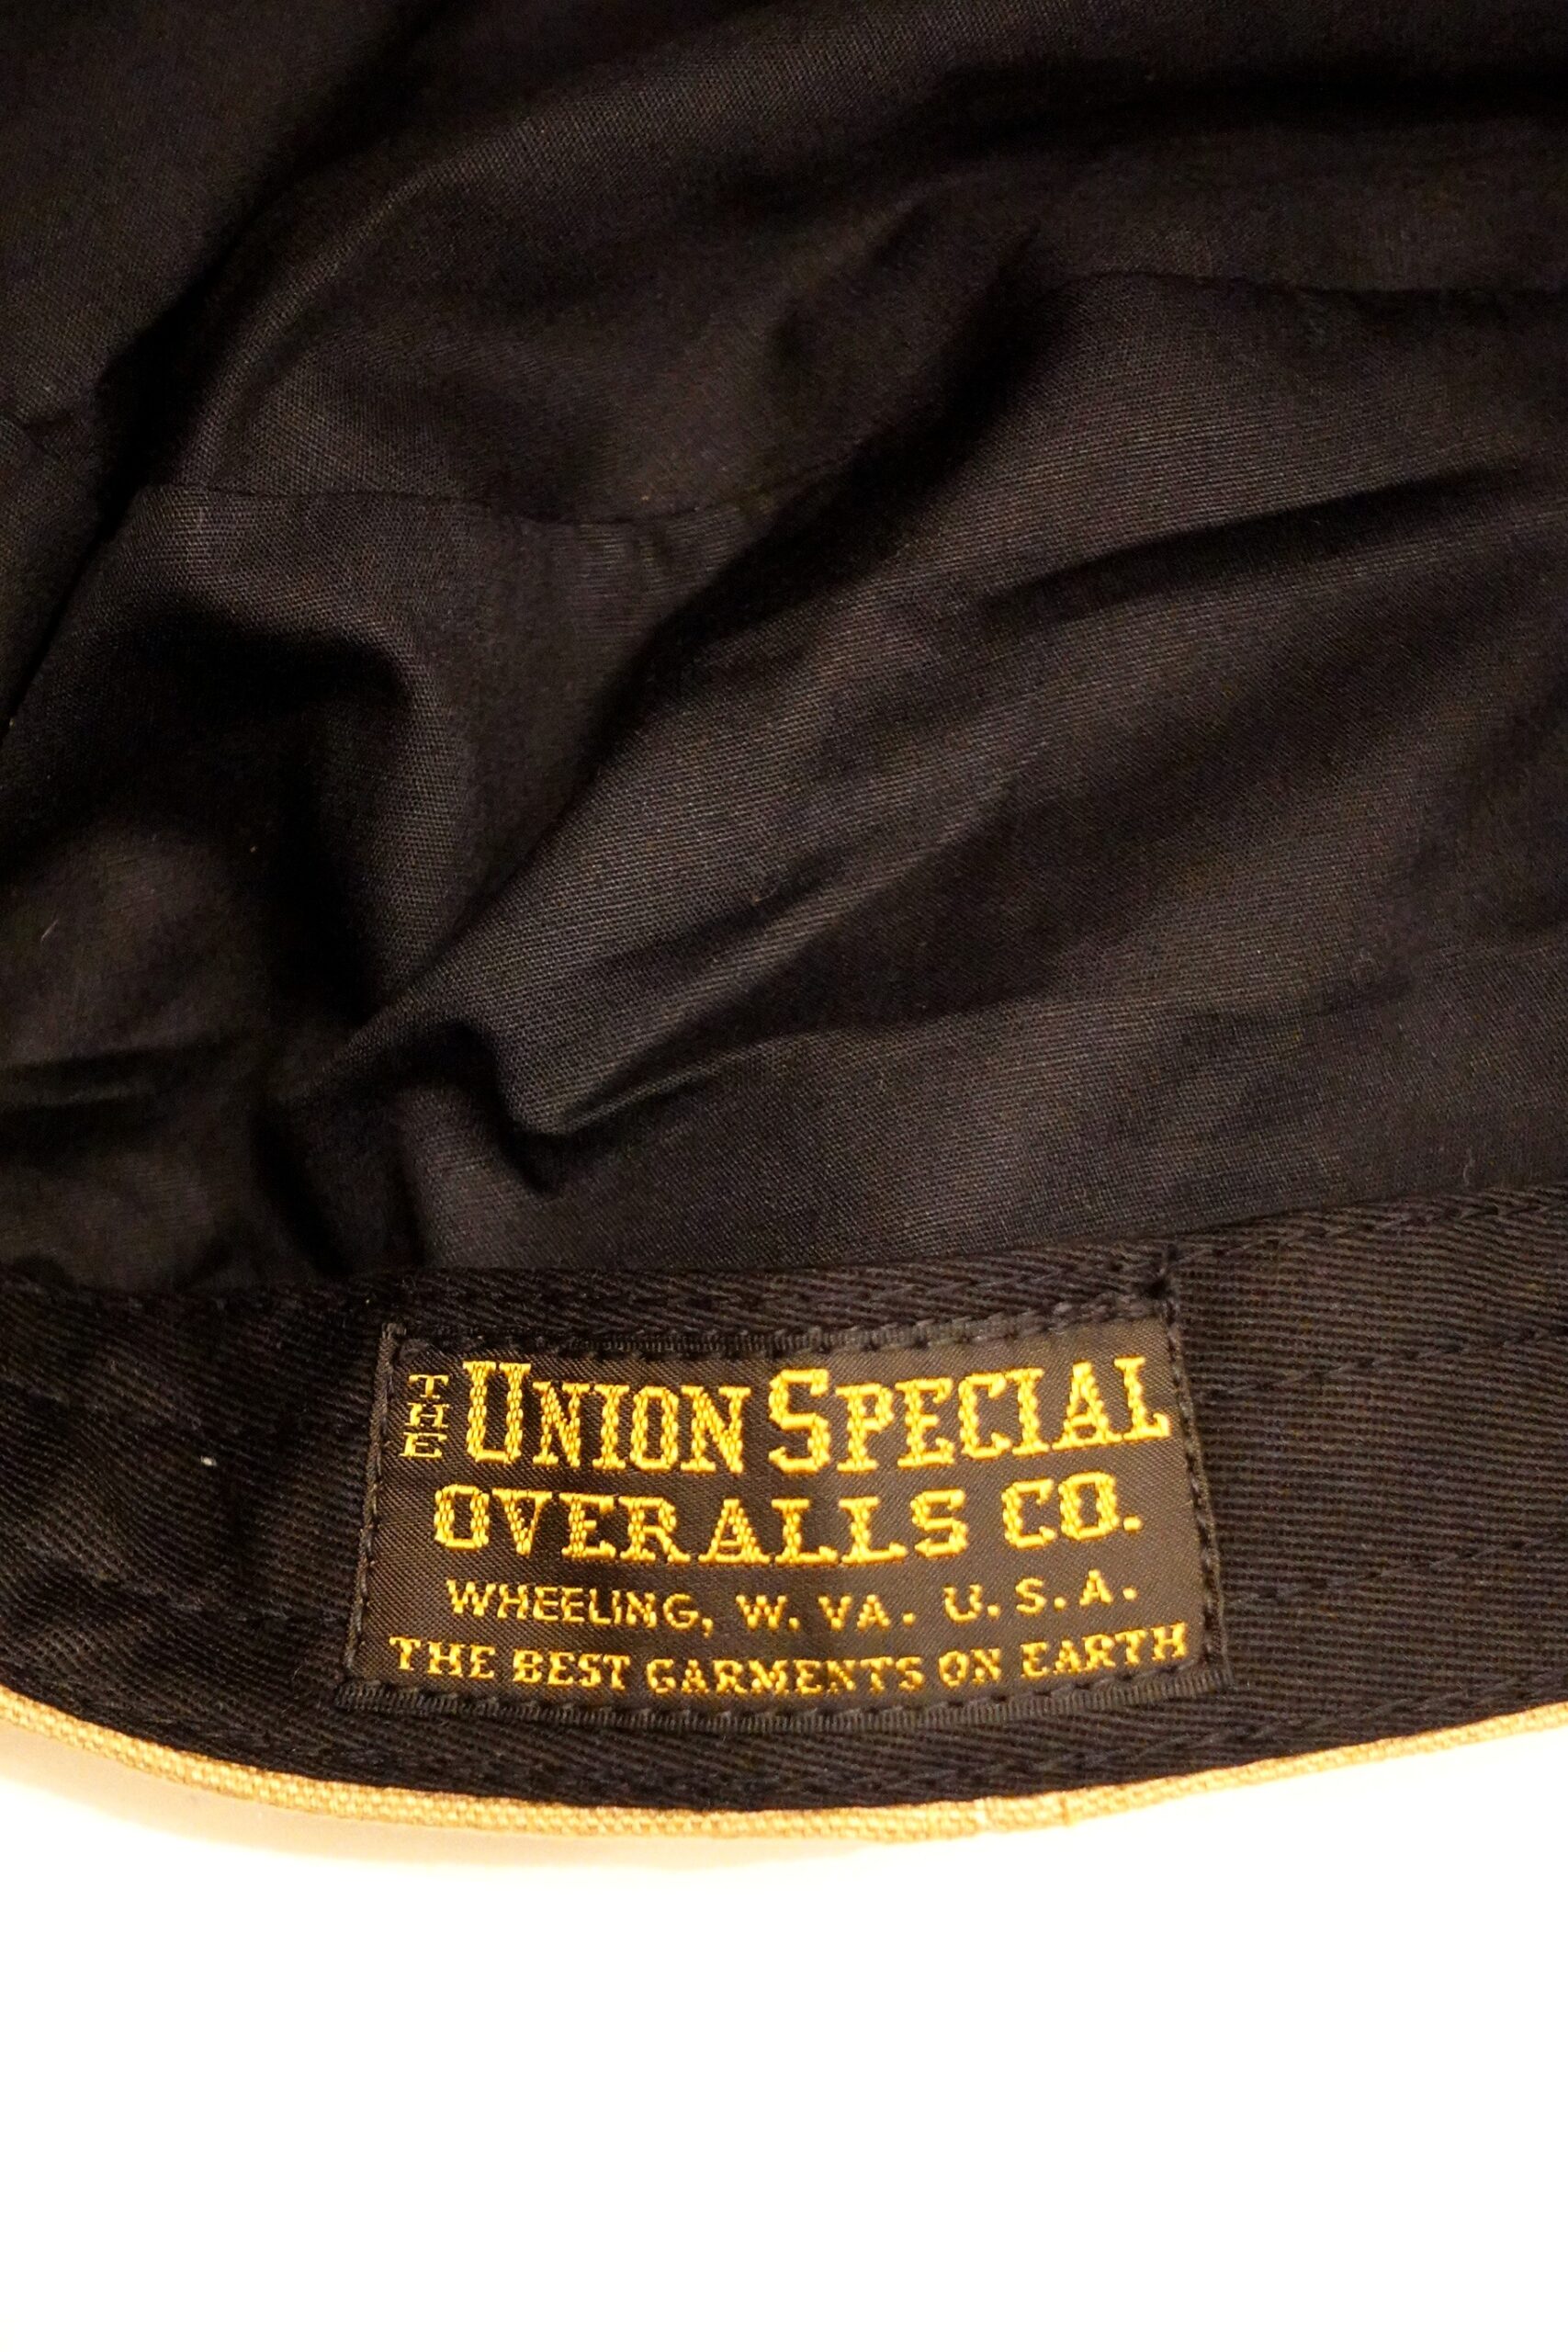 THE UNION SPECIAL
OVERALLS CO.
WHEELING, W. VA. U.S.A.
THE BEST GARMENTS ON EARTH